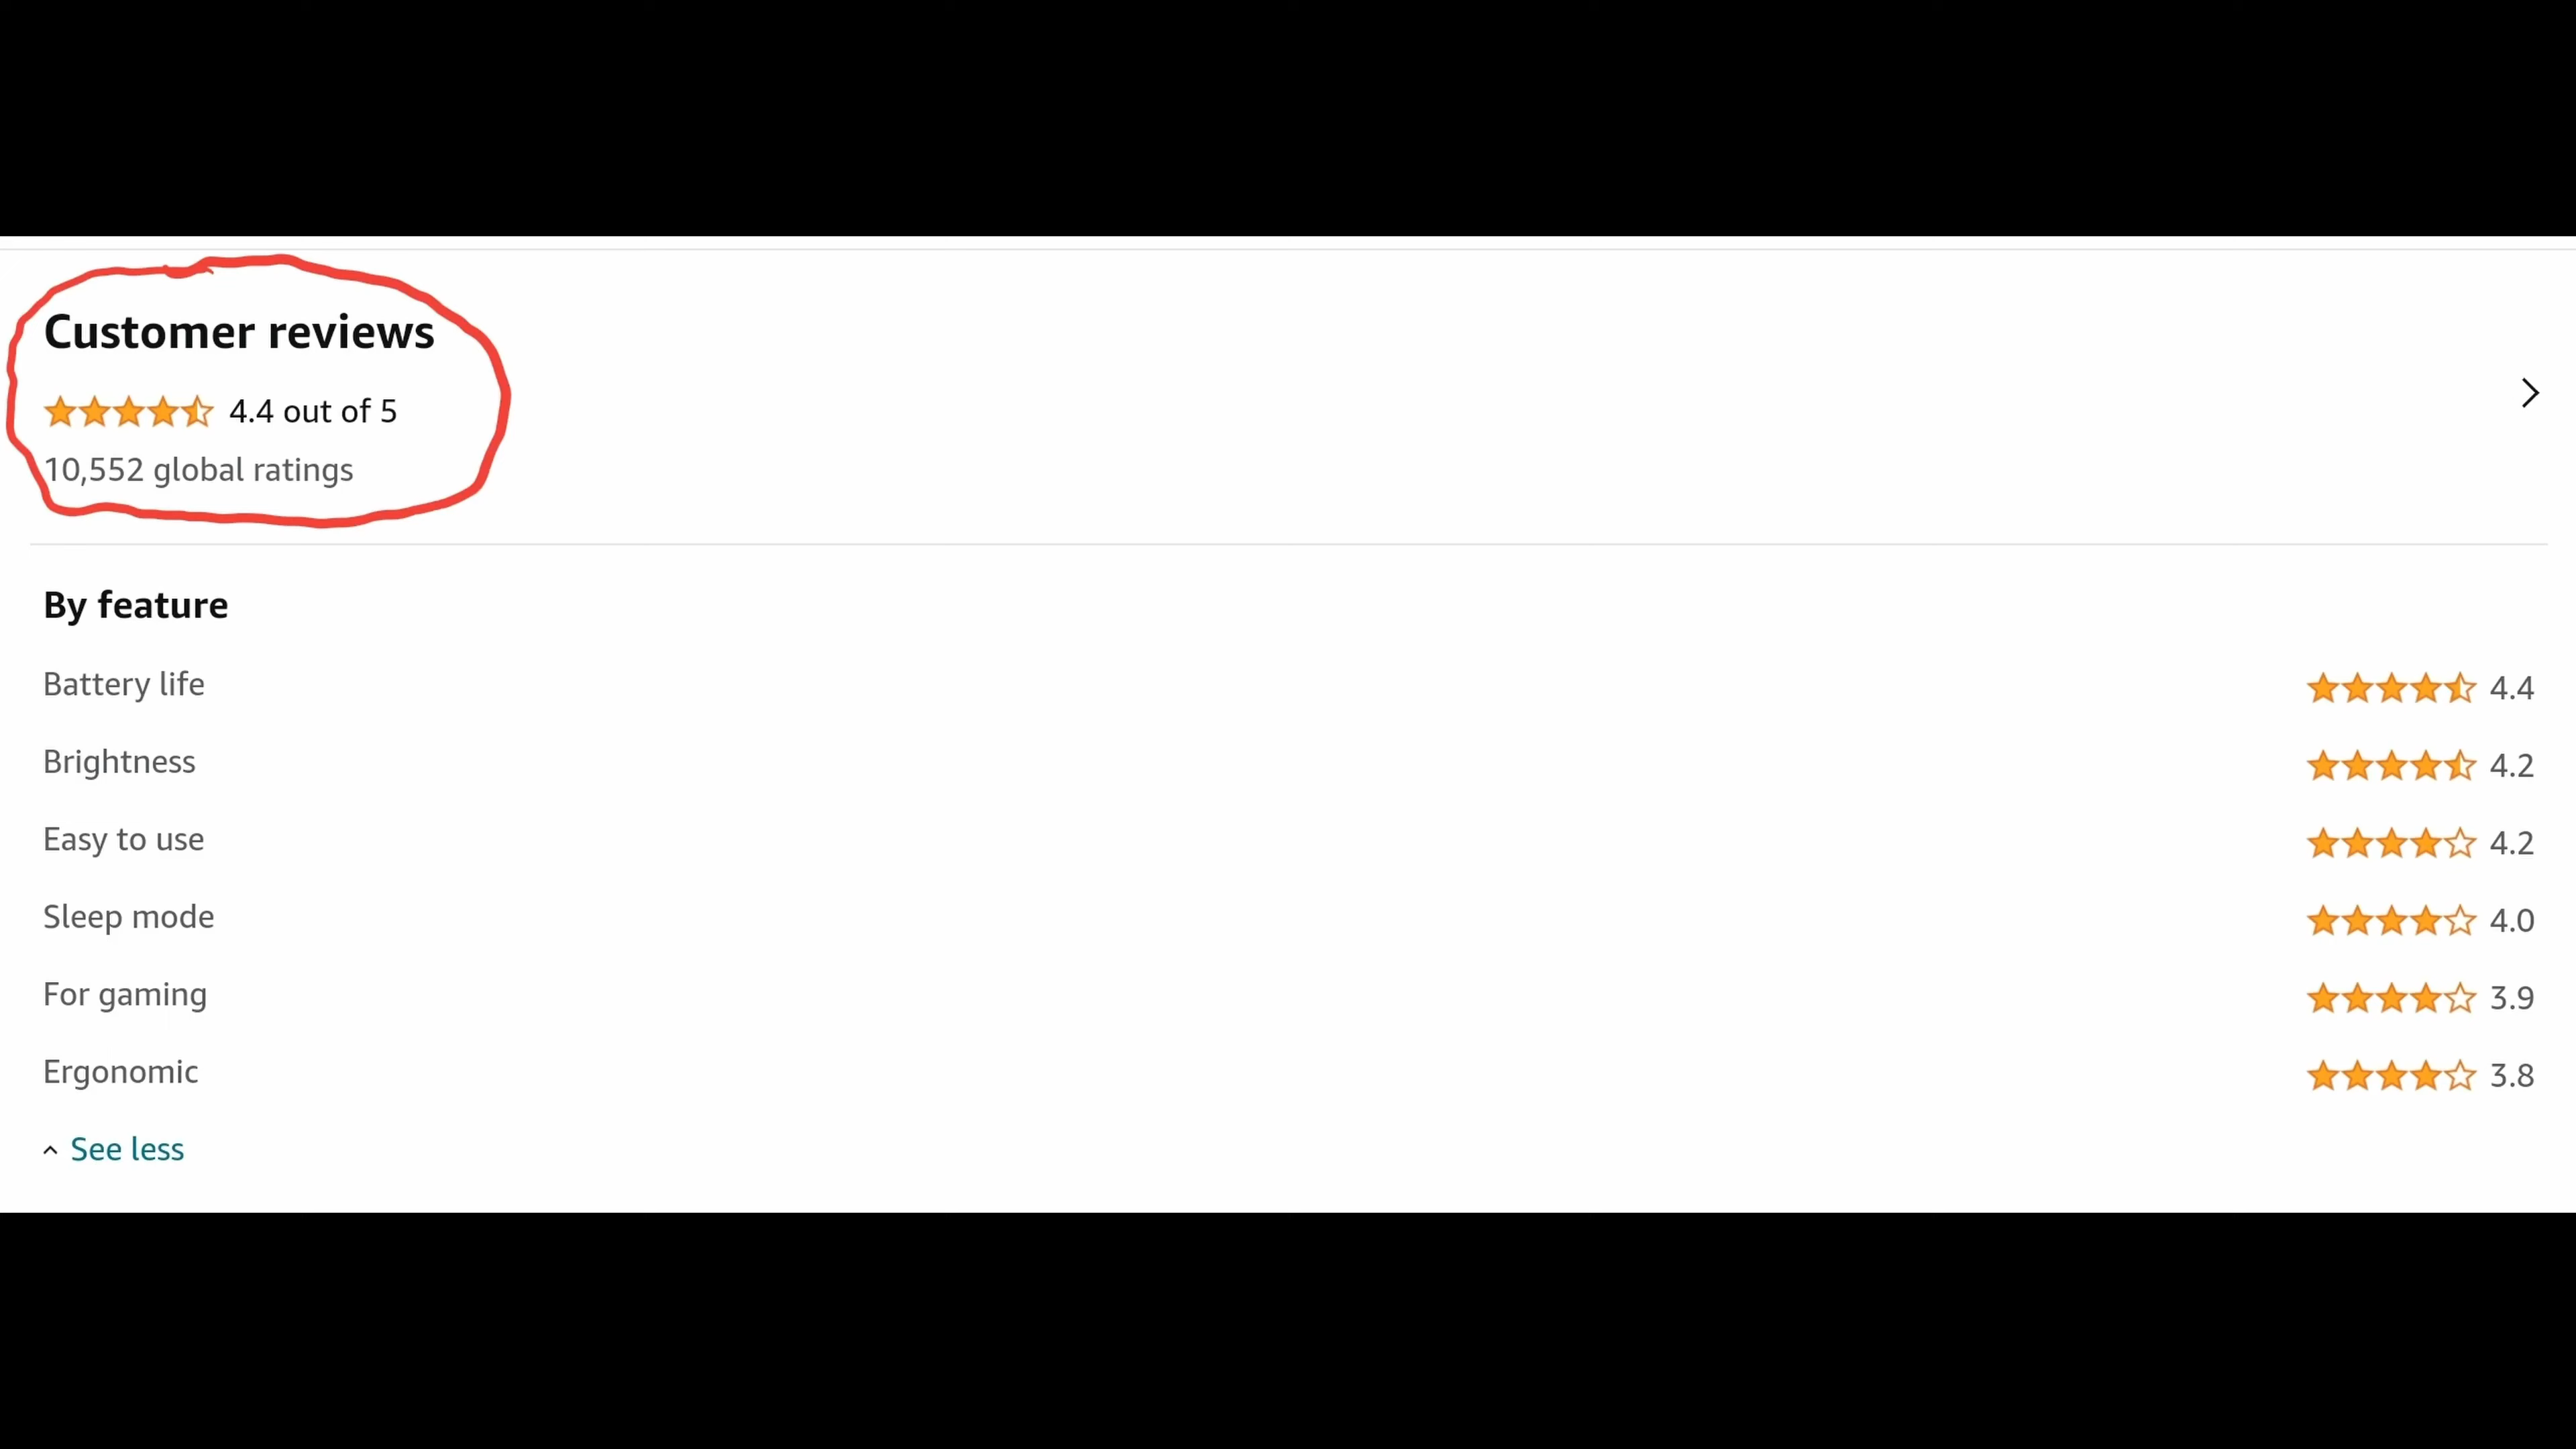 Customer reviews
4.4 out of 5
10,552 global ratings
By feature
Battery life 4.4
Brightness 4.2
Easy to use 4.2
Sleep mode 4.0
For gaming 3.9
Ergonomic 3.8
See less